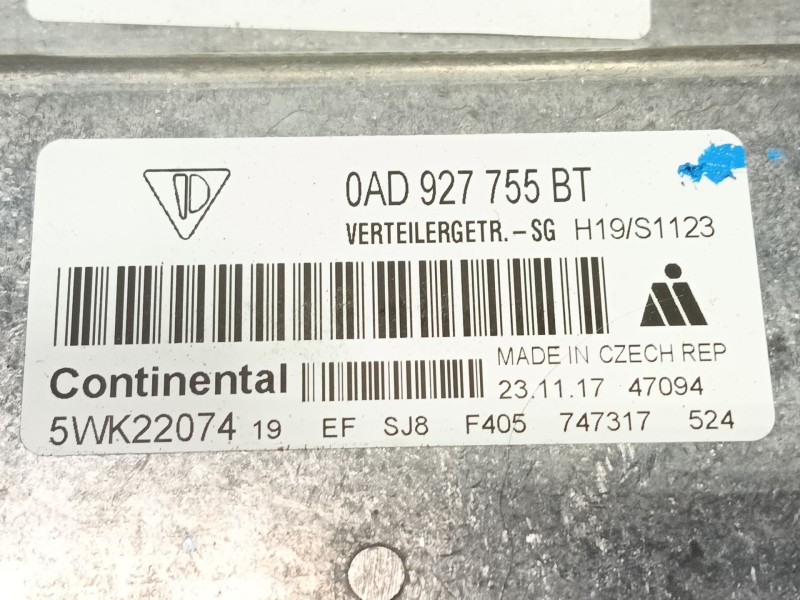 0AD 927 755 BT
VERTEILERGETR.-SG H19/S1123
MADE IN CZECH REP
Continental 23.11.17 47094
5WK22074 19 EF SJ8 F405 747317 524